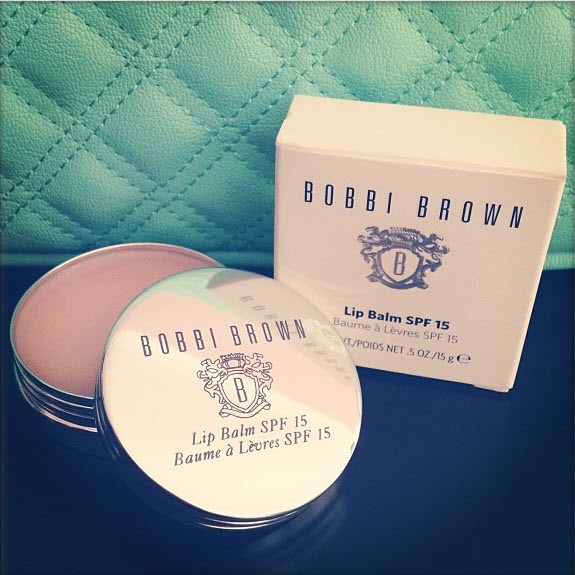 BOBBI BROWN
B
Lip Balm SPF 15
Baume à Lèvres SPF 15
BOBBI BROWN
B
Lip Balm SPF 15
Baume à Lèvres SPF 15
/POIDS NET .5 OZ/15 g ℮